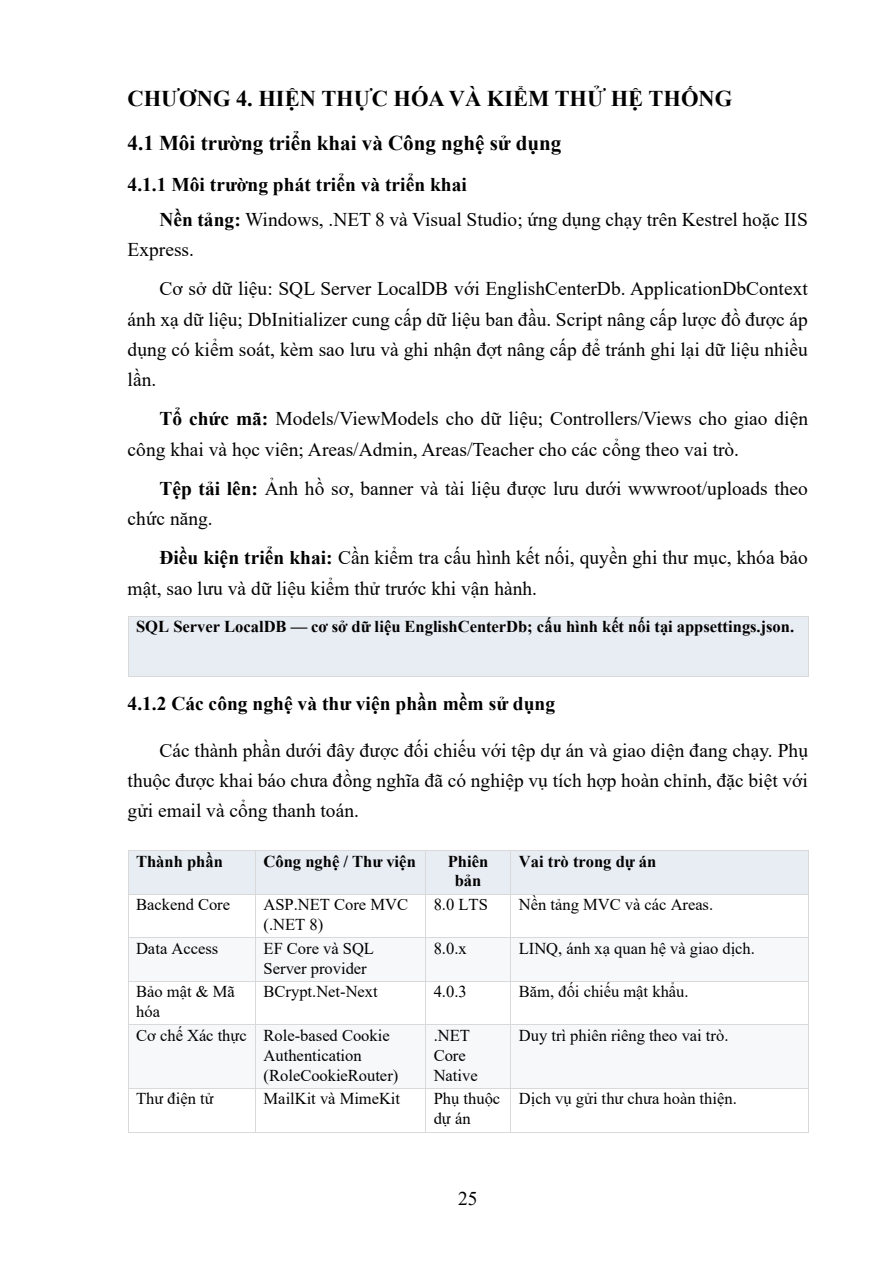 CHƯƠNG 4. HIỆN THỰC HÓA VÀ KIỂM THỬ HỆ THỐNG
4.1 Môi trường triển khai và Công nghệ sử dụng
4.1.1 Môi trường phát triển và triển khai
Nền tảng: Windows, .NET 8 và Visual Studio; ứng dụng chạy trên Kestrel hoặc IIS
Express.
Cơ sở dữ liệu: SQL Server LocalDB với EnglishCenterDb. ApplicationDbContext
ánh xạ dữ liệu; DbInitializer cung cấp dữ liệu ban đầu. Script nâng cấp lược đồ được áp
dụng có kiểm soát, kèm sao lưu và ghi nhận đợt nâng cấp để tránh ghi lại dữ liệu nhiều
lần.
Tổ chức mã: Models/ViewModels cho dữ liệu; Controllers/Views cho giao diện
công khai và học viên; Areas/Admin, Areas/Teacher cho các cổng theo vai trò.
Tệp tải lên: Ảnh hồ sơ, banner và tài liệu được lưu dưới wwwroot/uploads theo
chức năng.
Điều kiện triển khai: Cần kiểm tra cấu hình kết nối, quyền ghi thư mục, khóa bảo
mật, sao lưu và dữ liệu kiểm thử trước khi vận hành.
SQL Server LocalDB — cơ sở dữ liệu EnglishCenterDb; cấu hình kết nối tại appsettings.json.
4.1.2 Các công nghệ và thư viện phần mềm sử dụng
Các thành phần dưới đây được đối chiếu với tệp dự án và giao diện đang chạy. Phụ
thuộc được khai báo chưa đồng nghĩa đã có nghiệp vụ tích hợp hoàn chỉnh, đặc biệt với
gửi email và cổng thanh toán.
Thành phần Công nghệ / Thư viện Phiên Vai trò trong dự án
bản
Backend Core ASP.NET Core MVC 8.0 LTS Nền tảng MVC và các Areas.
(.NET 8)
Data Access EF Core và SQL 8.0.x LINQ, ánh xạ quan hệ và giao dịch.
Server provider
Bảo mật & Mã BCrypt.Net-Next 4.0.3 Băm, đối chiếu mật khẩu.
hóa
Cơ chế Xác thực Role-based Cookie .NET Duy trì phiên riêng theo vai trò.
Authentication Core
(RoleCookieRouter) Native
Thư điện tử MailKit và MimeKit Phụ thuộc Dịch vụ gửi thư chưa hoàn thiện.
dự án
25